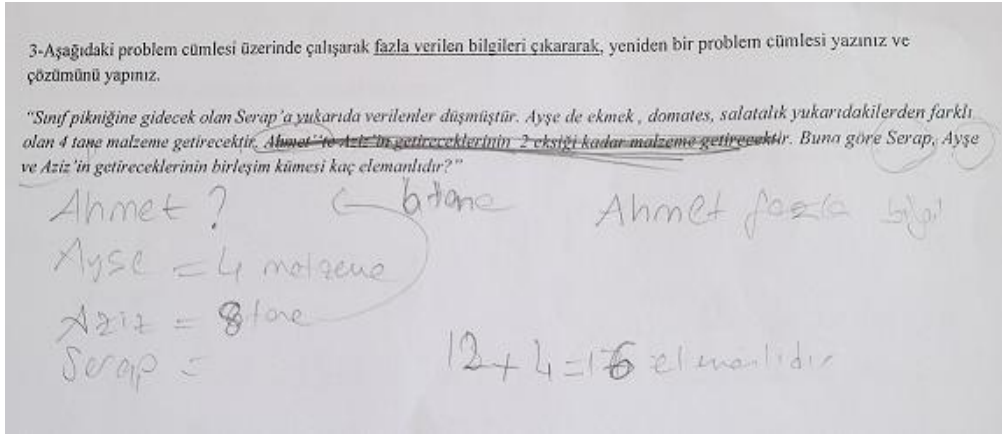 3-Aşağıdaki problem cümlesi üzerinde çalışarak fazla verilen bilgileri çıkararak, yeniden bir problem cümlesi yazınız ve
çözümünü yapınız.
"Sınıf pikniğine gidecek olan Serap'a yukarıda verilenler düşmüştür. Ayşe de ekmek , domates, salatalık yukarıdakilerden farklı
olan 4 tane malzeme getirecektir. Ahmet'te Aziz'in getireceklerinin 2 eksiği kadar malzeme getirecektir. Buna göre Serap, Ayşe
ve Aziz'in getireceklerinin birleşim kümesi kaç elemanlıdır?"
Ahmet ? 6 tane Ahmet fazla bilgi
Ayşe = 4 malzeme
Aziz = 8 tane
Serap =
12 + 4 = 16 elemanlıdır